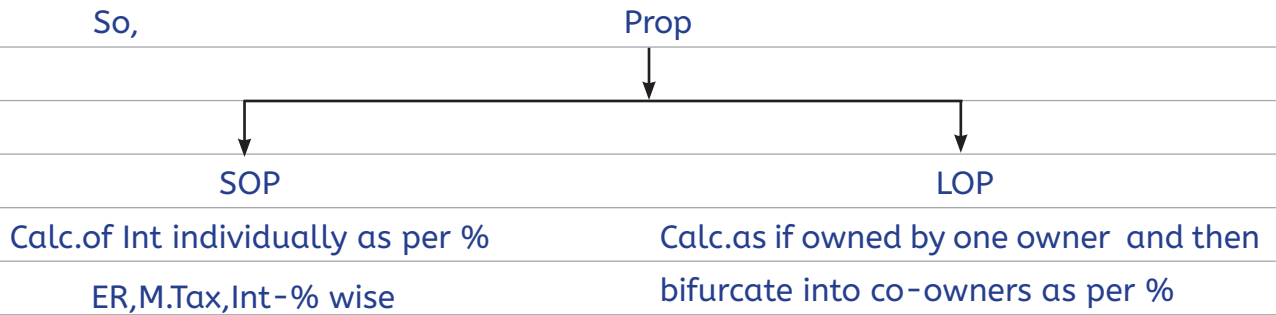 So,
Prop
SOP
Calc.of Int individually as per %
ER,M.Tax,Int-% wise
LOP
Calc.as if owned by one owner and then
bifurcate into co-owners as per %